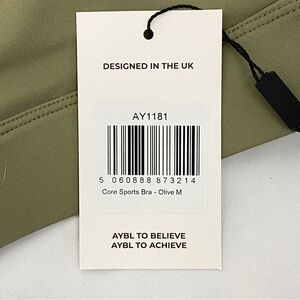 DESIGNED IN THE UK
AY1181
5 060888 873214
Core Sports Bra - Olive M
AYBL TO BELIEVE
AYBL TO ACHIEVE